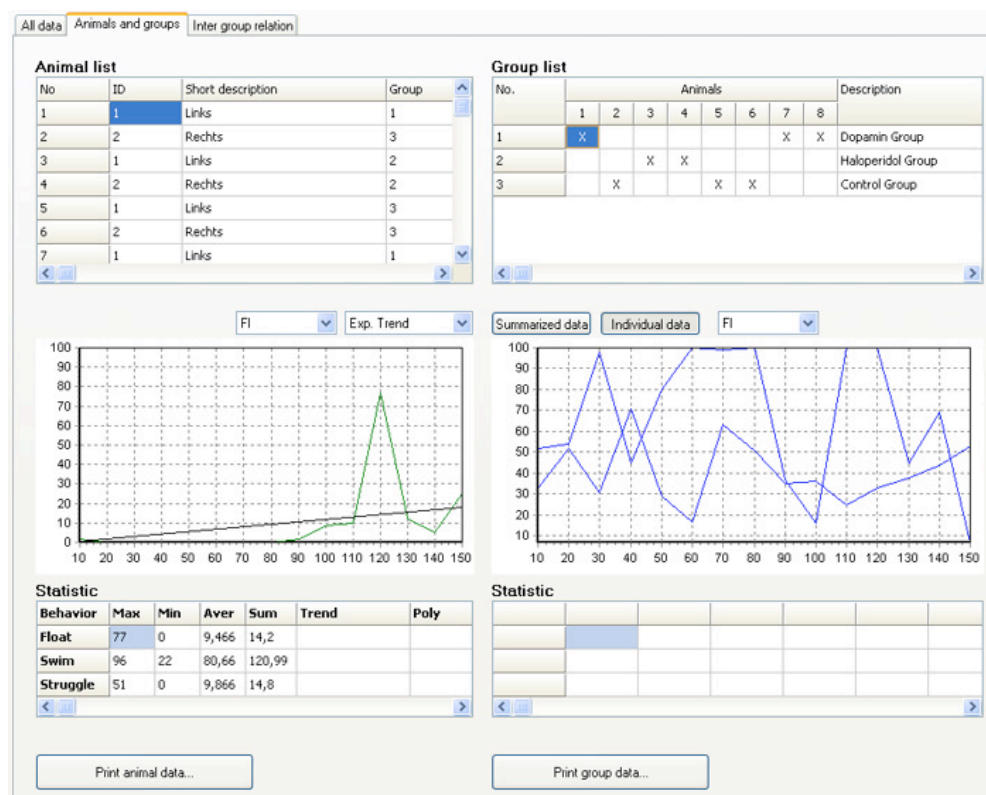 All data Animals and groups Inter group relation
Animal list
No ID Short description Group
1 1 Links 1
2 2 Rechts 3
3 1 Links 2
4 2 Rechts 2
5 1 Links 3
6 2 Rechts 3
7 1 Links 1
Group list
No. Animals Description
1 2 3 4 5 6 7 8
1 X X X Dopamin Group
2 X X Haloperidol Group
3 X X X Control Group
FI Exp. Trend
100
90
80
70
60
50
40
30
20
10
0
10 20 30 40 50 60 70 80 90 100 110 120 130 140 150
Summarized data Individual data FI
100
90
80
70
60
50
40
30
20
10
10 20 30 40 50 60 70 80 90 100 110 120 130 140 150
Statistic
Behavior Max Min Aver Sum Trend Poly
Float 77 0 9,466 14,2
Swim 96 22 80,66 120,99
Struggle 51 0 9,866 14,8
Statistic
Print animal data...
Print group data...